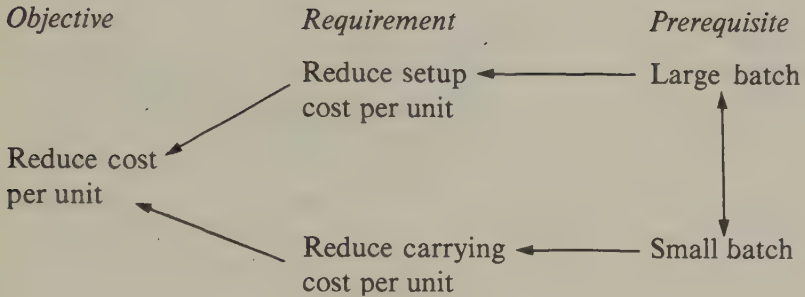 Objective Requirement Prerequisite
Reduce setup
cost per unit
Large batch
Reduce cost
per unit
Reduce carrying
cost per unit
Small batch